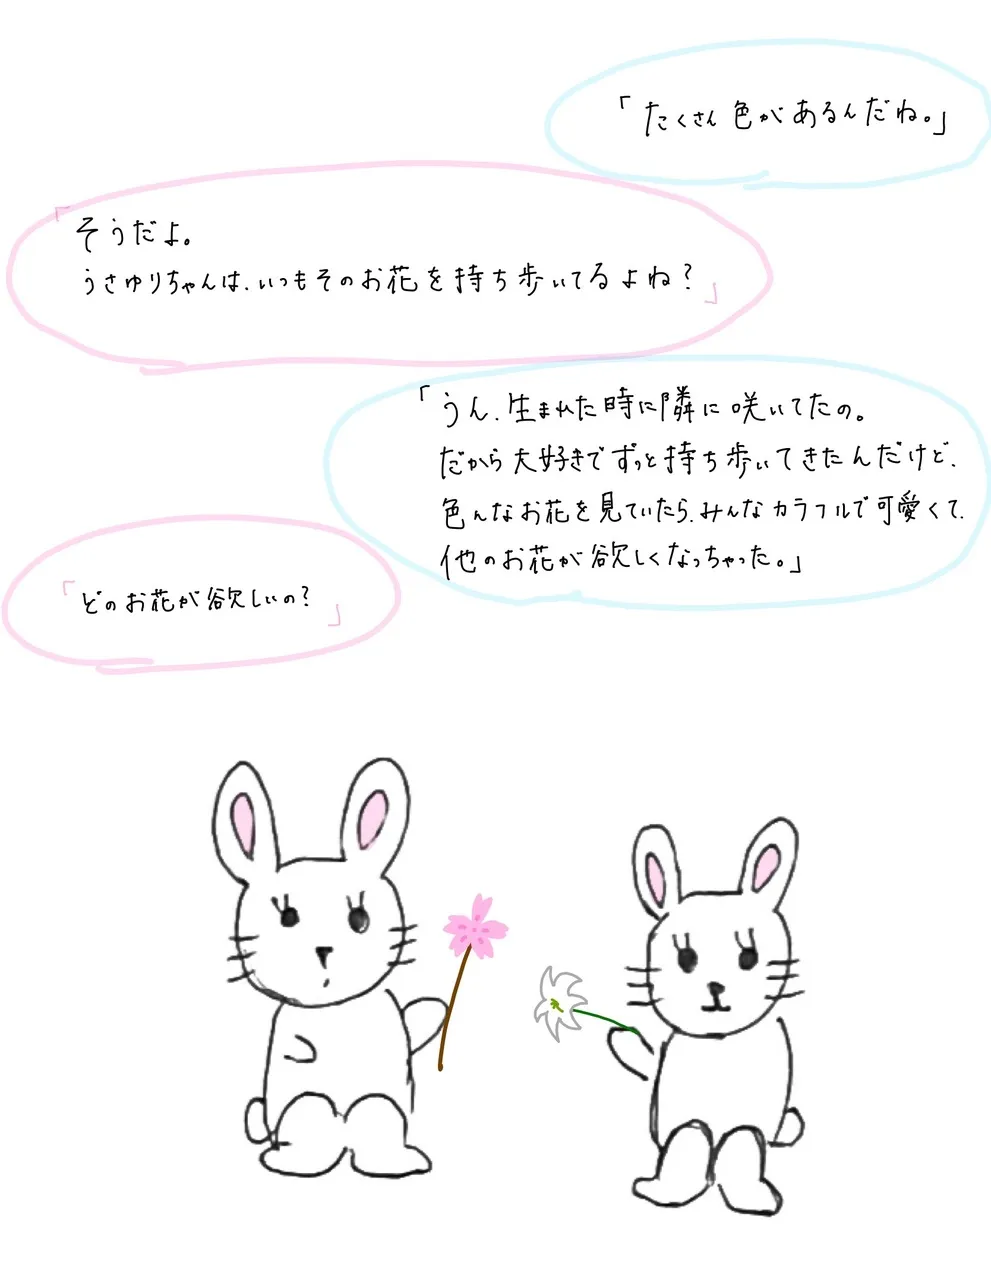 「たくさん色があるんだね。」
「そうだよ。
うさゆりちゃんは、いつもそのお花を持ち歩いてるよね？」
「うん、生まれた時に隣に咲いてたの。
だから大好きでずっと持ち歩いてきたんだけど、
色んなお花を見ていたら、みんなカラフルで可愛くて、
他のお花が欲しくなっちゃった。」
「どのお花が欲しいの？」